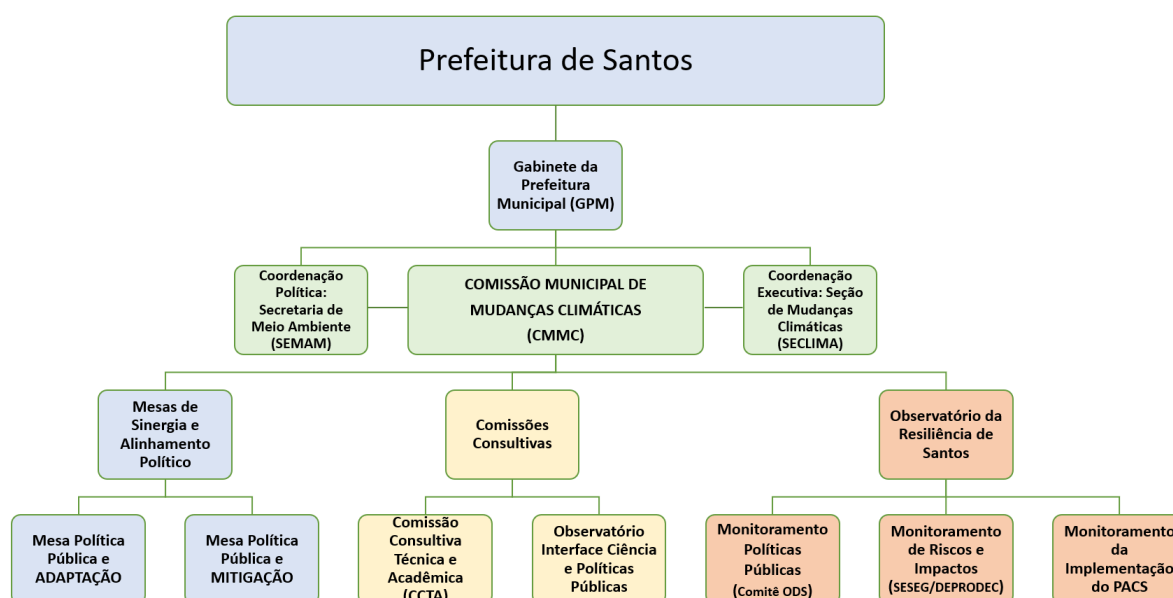 Prefeitura de Santos
Gabinete da
Prefeitura
Municipal (GPM)
Coordenação
Política:
Secretaria de
Meio Ambiente
(SEMAM)
COMISSÃO MUNICIPAL DE
MUDANÇAS CLIMÁTICAS
(CMMC)
Coordenação
Executiva: Seção
de Mudanças
Climáticas
(SECLIMA)
Mesas de
Sinergia e
Alinhamento
Político
Comissões
Consultivas
Observatório da
Resiliência de
Santos
Mesa Política
Pública e
ADAPTAÇÃO
Mesa Política
Pública e
MITIGAÇÃO
Comissão
Consultiva
Técnica e
Acadêmica
(CCTA)
Observatório
Interface Ciência
e Políticas
Públicas
Monitoramento
Políticas
Públicas
(Comitê ODS)
Monitoramento
de Riscos e
Impactos
(SESEG/DEPRODEC)
Monitoramento
da
Implementação
do PACS